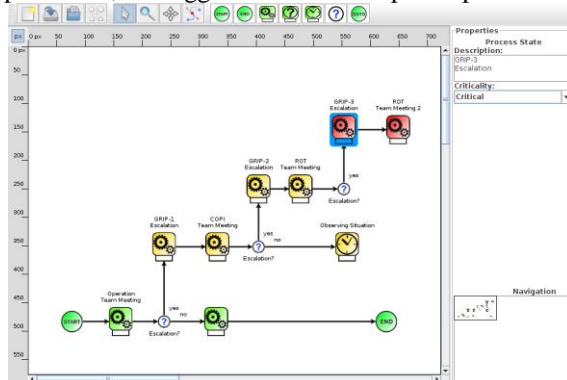 START END GOTO
px 0 px 50 100 150 200 250 300 350 400 450 500 550 600 650 700
0 px
50
100
150
200
250
300
350
400
450
500
550
GRIP-3
Escalation
ROT
Team Meeting 2
yes
GRIP-2
Escalation
ROT
Team Meeting
?
Escalation?
yes
no
GRIP-1
Escalation
COPI
Team Meeting
?
Escalation?
Observing Situation
yes
no
Operation
Team Meeting
START
?
Escalation?
END
Properties
Process State
Description:
GRIP-3
Escalation
Criticality:
Critical
Navigation